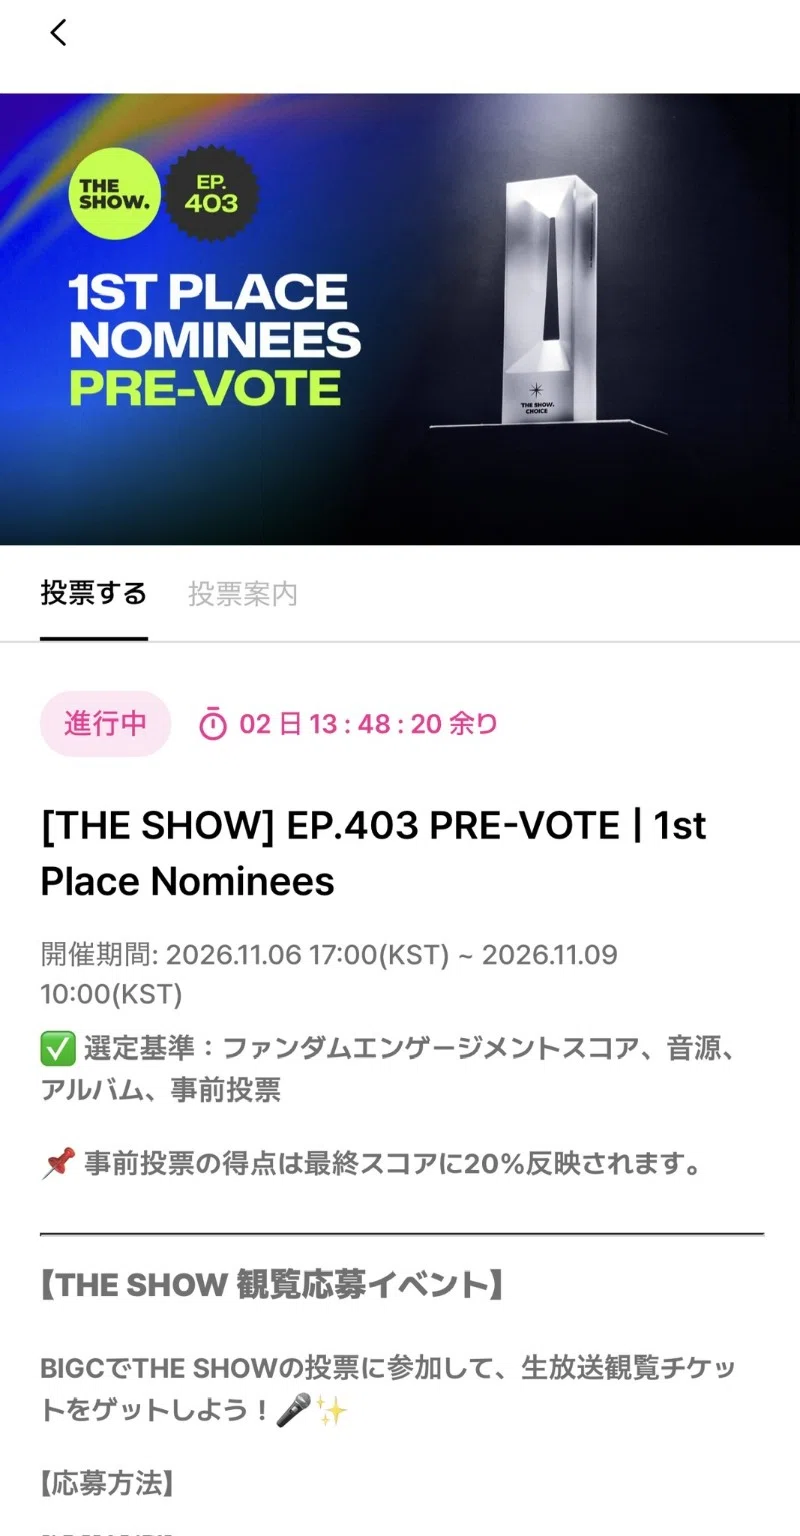 THE
SHOW.
EP.
403
1ST PLACE
NOMINEES
PRE-VOTE
THE SHOW.
CHOICE
投票する 投票案内
進行中 02 日 13 : 48 : 20 余り
[THE SHOW] EP.403 PRE-VOTE | 1st
Place Nominees
開催期間: 2026.11.06 17:00(KST) ~ 2026.11.09
10:00(KST)
✅ 選定基準：ファンダムエンゲージメントスコア、音源、
アルバム、事前投票
📌 事前投票の得点は最終スコアに20%反映されます。
【THE SHOW 観覧応募イベント】
BIGCでTHE SHOWの投票に参加して、生放送観覧チケッ
トをゲットしよう！🎤✨
【応募方法】